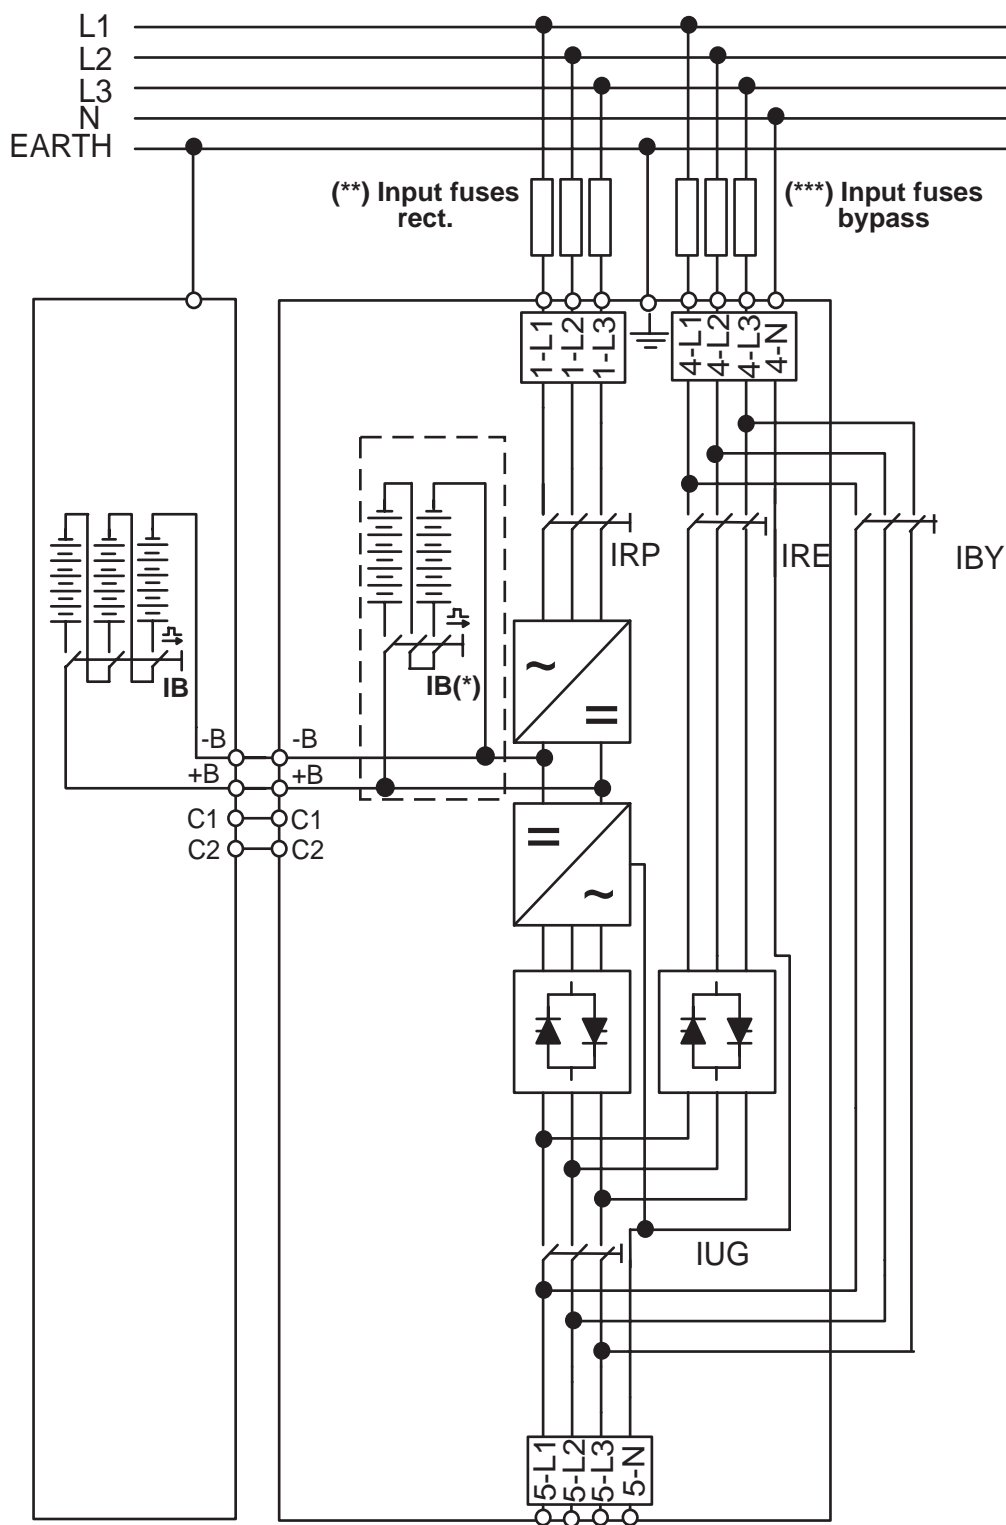 L1
L2
L3
N
EARTH
(**) Input fuses
rect.
(***) Input fuses
bypass
1-L1
1-L2
1-L3
4-L1
4-L2
4-L3
4-N
IRP
IRE
IBY
IB
IB(*)
-B
-B
+B
+B
C1
C1
C2
C2
IUG
5-L1
5-L2
5-L3
5-N